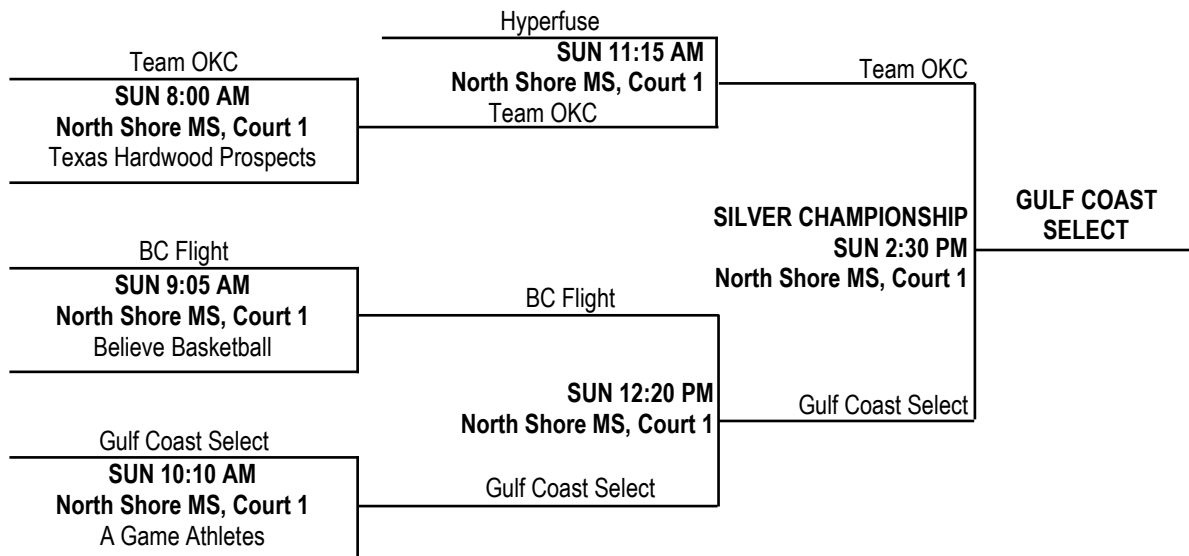 Hyperfuse
Team OKC
SUN 8:00 AM
North Shore MS, Court 1
Texas Hardwood Prospects
SUN 11:15 AM
North Shore MS, Court 1
Team OKC
Team OKC
BC Flight
SUN 9:05 AM
North Shore MS, Court 1
Believe Basketball
SILVER CHAMPIONSHIP
SUN 2:30 PM
North Shore MS, Court 1
GULF COAST
SELECT
BC Flight
SUN 12:20 PM
North Shore MS, Court 1
Gulf Coast Select
Gulf Coast Select
SUN 10:10 AM
North Shore MS, Court 1
A Game Athletes
Gulf Coast Select